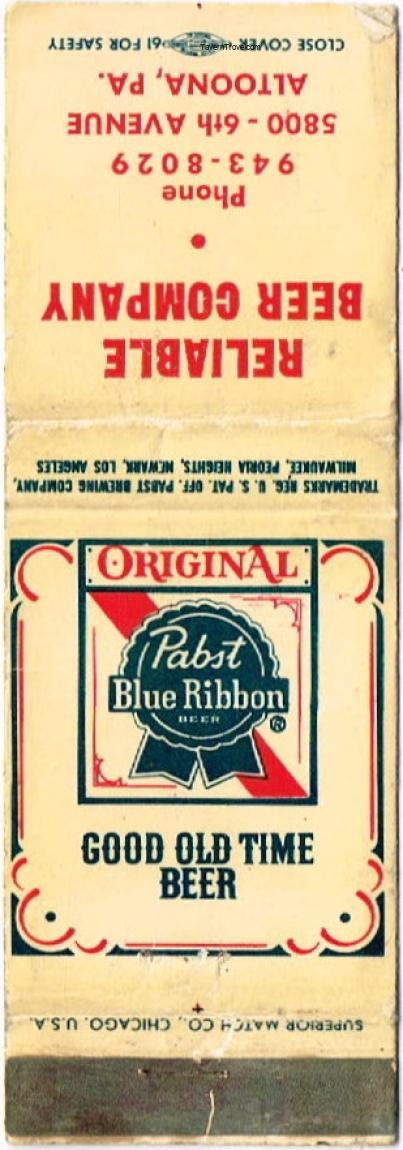 CLOSE COVER FOR SAFETY
TavernTrove.com
RELIABLE
BEER COMPANY
Phone
943-8029
5800 - 6th AVENUE
ALTOONA, PA.
TRADEMARKS REG. U. S. PAT. OFF. PABST BREWING COMPANY,
MILWAUKEE, PEORIA HEIGHTS, NEWARK, LOS ANGELES
ORIGINAL
Pabst
Blue Ribbon
BEER
®
GOOD OLD TIME
BEER
SUPERIOR MATCH CO., CHICAGO. U.S.A.